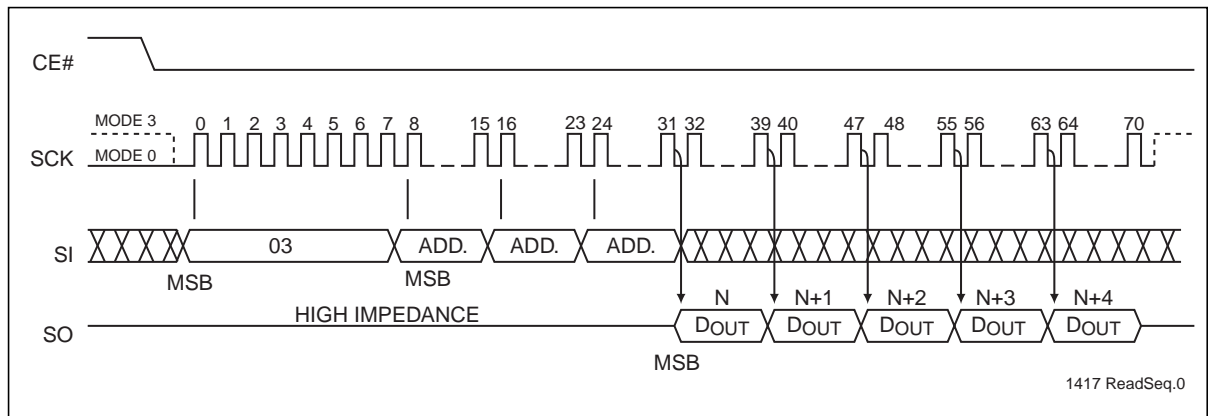 CE#
MODE 3
0 1 2 3 4 5 6 7 8 15 16 23 24 31 32 39 40 47 48 55 56 63 64 70
SCK
MODE 0
SI
03 ADD. ADD. ADD.
MSB MSB
N N+1 N+2 N+3 N+4
HIGH IMPEDANCE
SO
DOUT DOUT DOUT DOUT DOUT
MSB
1417 ReadSeq.0